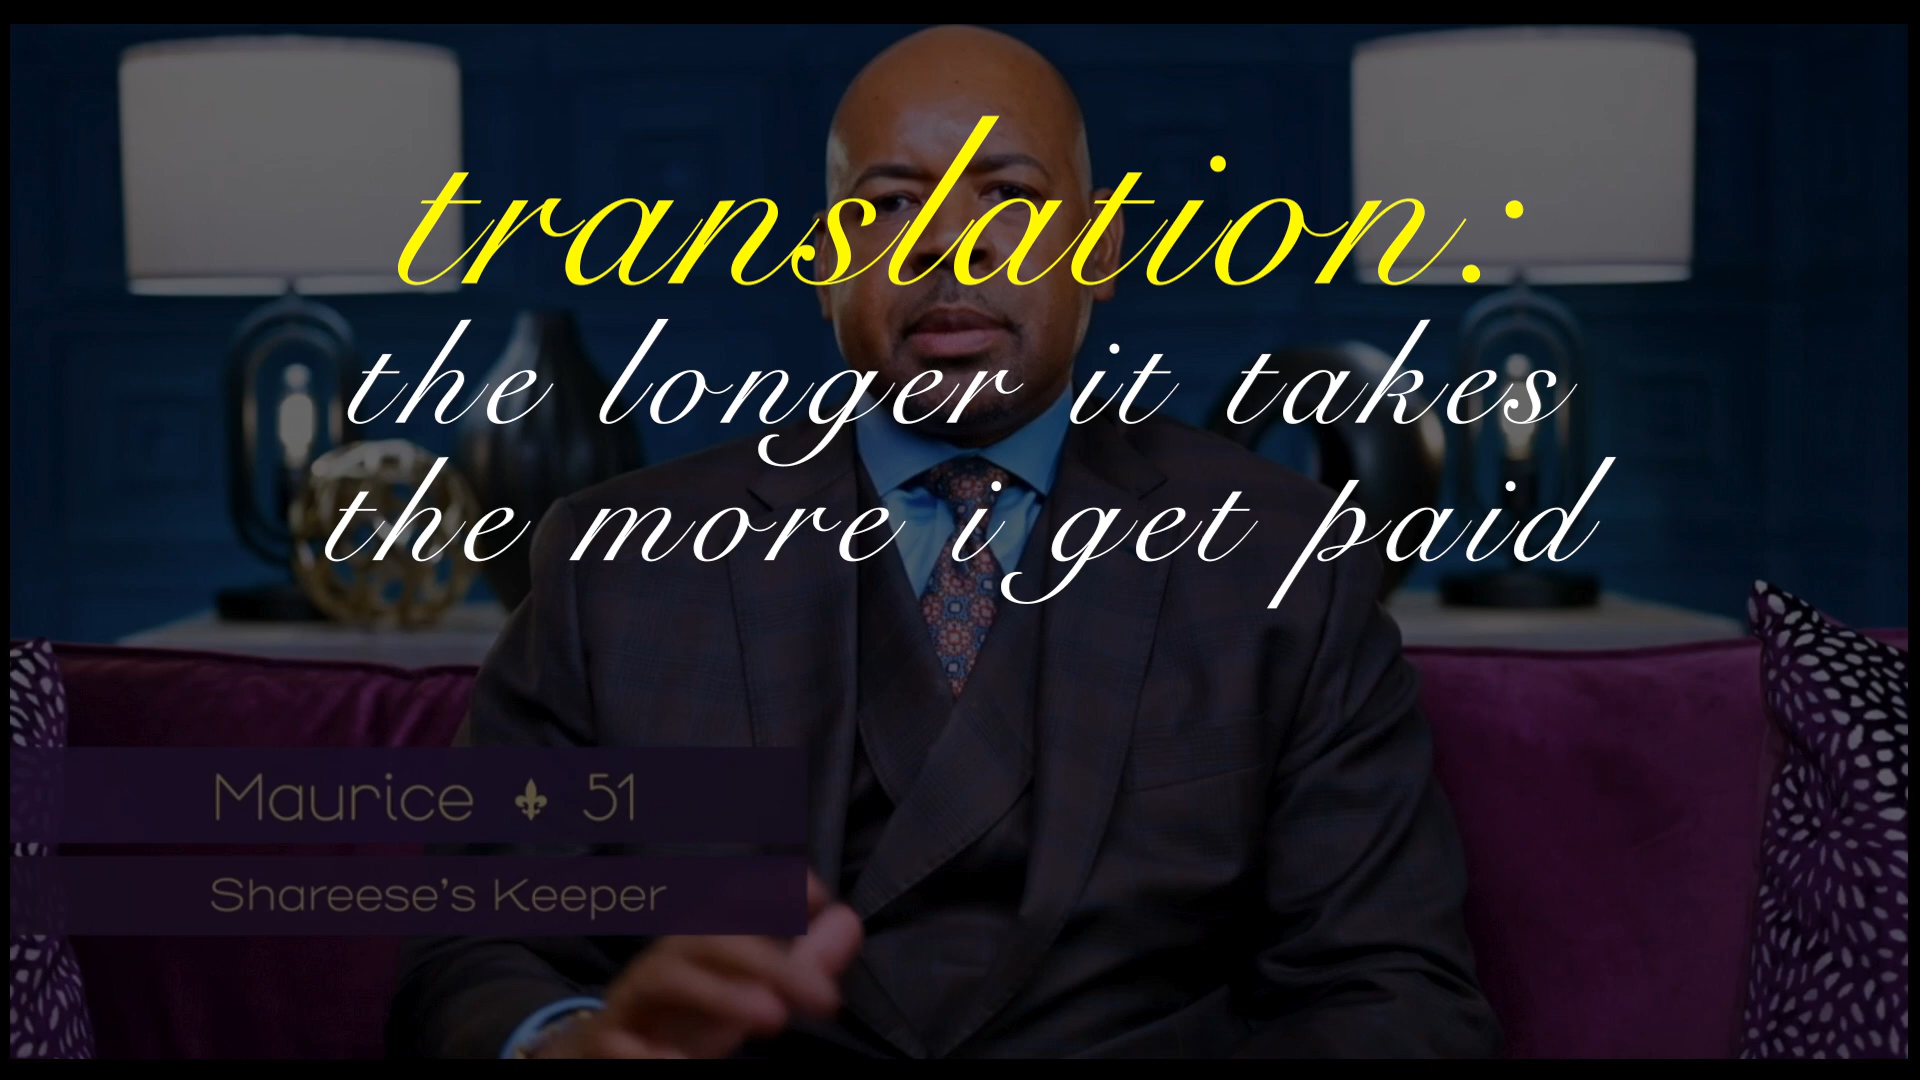 translation:
the longer it takes
the more i get paid
Maurice ⚜ 51
Shareese's Keeper